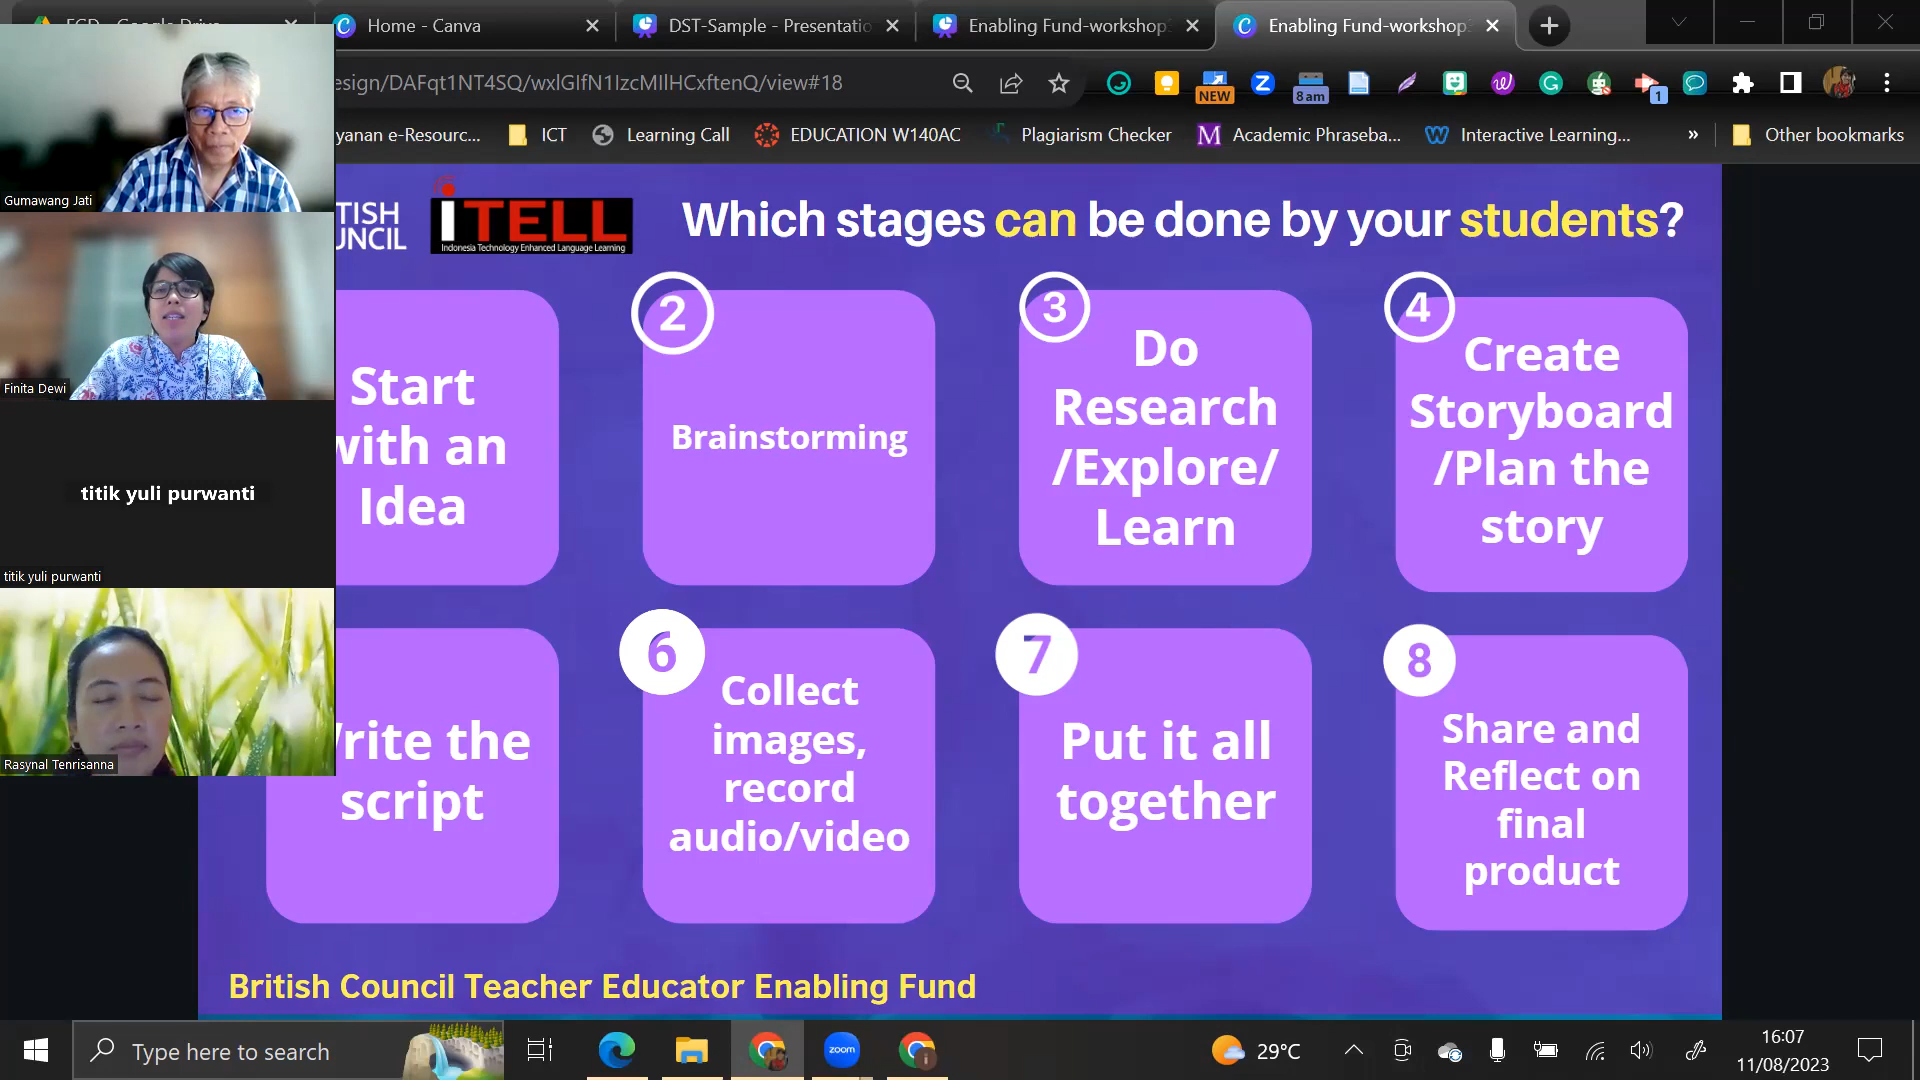 Home - Canva
DST-Sample - Presentatio
Enabling Fund-workshop
Enabling Fund-workshop
esign/DAFqt1NT4SQ/wxlGIfN1IzcMIlHCxftenQ/view#18
NEW
8 am
1
yanan e-Resourc...
ICT
Learning Call
EDUCATION W140AC
Plagiarism Checker
Academic Phraseba...
Interactive Learning...
»
Other bookmarks
Gumawang Jati
Finita Dewi
titik yuli purwanti
titik yuli purwanti
Rasynal Tenrisanna
TISH
UNCIL
iTELL
Indonesia Technology Enhanced Language Learning
Which stages can be done by your students?
Start
with an
Idea
2
Brainstorming
3
Do
Research
/Explore/
Learn
4
Create
Storyboard
/Plan the
story
rite the
script
6
Collect
images,
record
audio/video
7
Put it all
together
8
Share and
Reflect on
final
product
British Council Teacher Educator Enabling Fund
Type here to search
zoom
29°C
16:07
11/08/2023